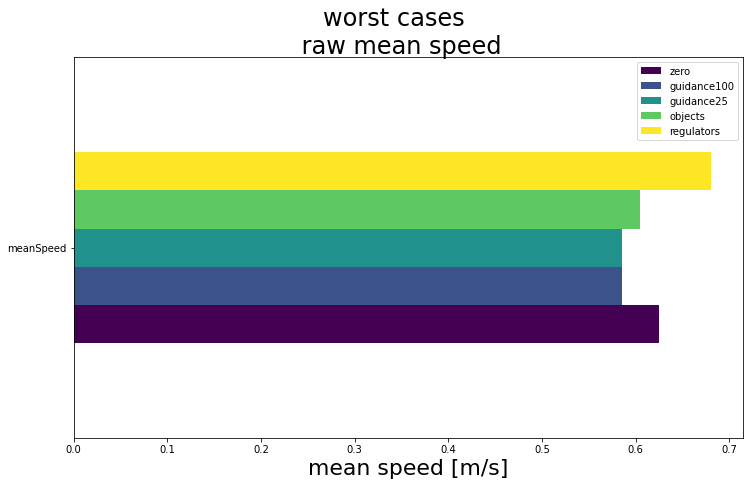 worst cases
raw mean speed
zero
guidance100
guidance25
objects
regulators
meanSpeed
0.0 0.1 0.2 0.3 0.4 0.5 0.6 0.7
mean speed [m/s]